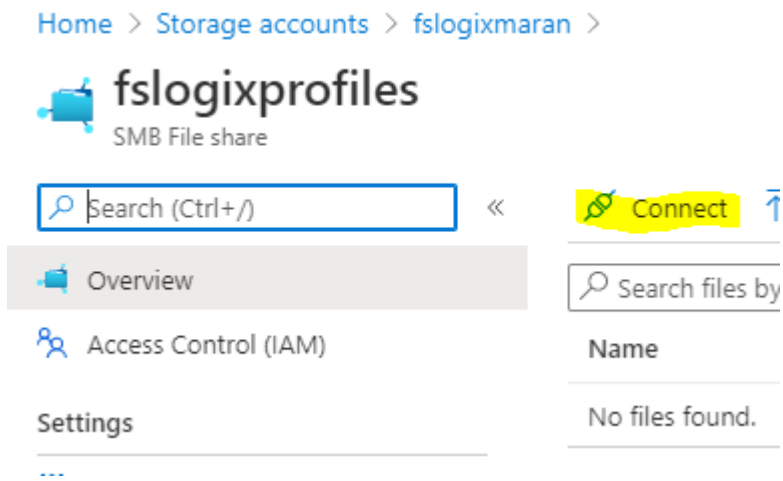 Home > Storage accounts > fslogixmaran >
fslogixprofiles
SMB File share
Search (Ctrl+/)
«
Connect
Overview
Search files by
Access Control (IAM)
Name
Settings
No files found.